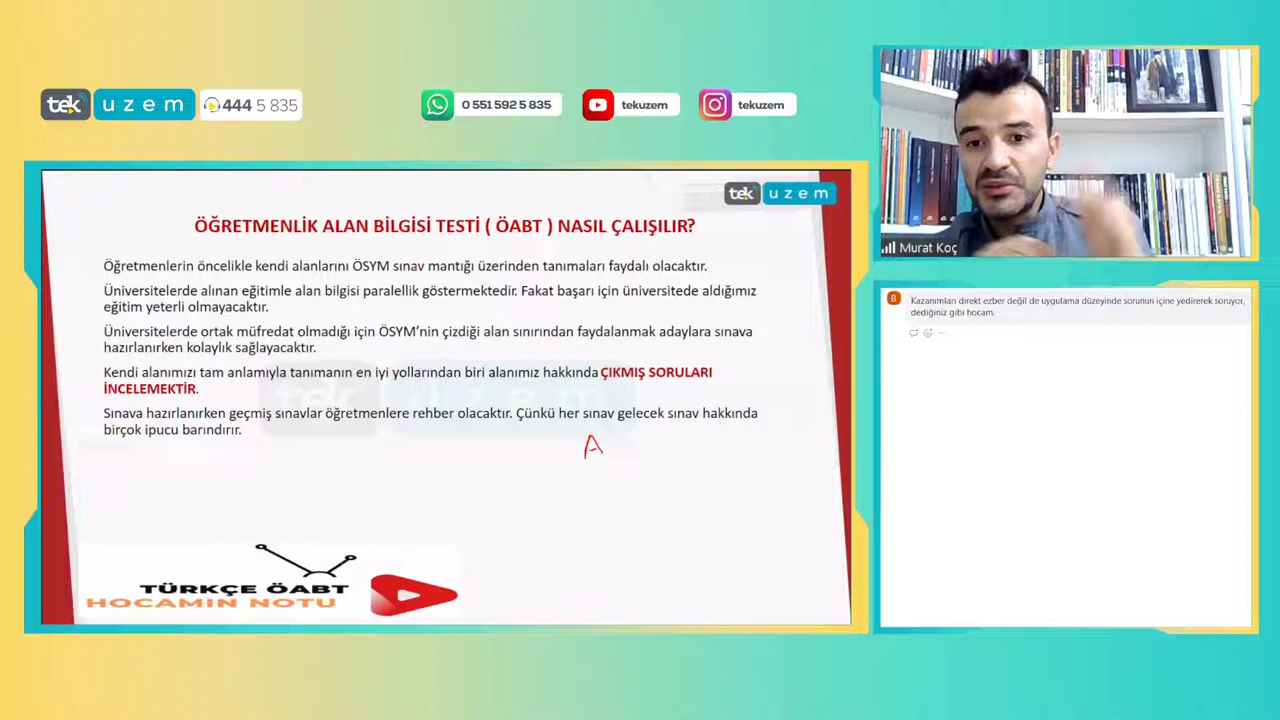 tek uzem 444 5 835
0 551 592 5 835
tekuzem
tekuzem
tek uzem
ÖĞRETMENLİK ALAN BİLGİSİ TESTİ ( ÖABT ) NASIL ÇALIŞILIR?
Öğretmenlerin öncelikle kendi alanlarını ÖSYM sınav mantığı üzerinden tanımaları faydalı olacaktır.
Üniversitelerde alınan eğitimle alan bilgisi paralellik göstermektedir. Fakat başarı için üniversitede aldığımız
eğitim yeterli olmayacaktır.
Üniversitelerde ortak müfredat olmadığı için ÖSYM’nin çizdiği alan sınırından faydalanmak adaylara sınava
hazırlanırken kolaylık sağlayacaktır.
Kendi alanımızı tam anlamıyla tanımanın en iyi yollarından biri alanımız hakkında ÇIKMIŞ SORULARI
İNCELEMEKTİR.
Sınava hazırlanırken geçmiş sınavlar öğretmenlere rehber olacaktır. Çünkü her sınav gelecek sınav hakkında
birçok ipucu barındırır.
tek uzem
A
TÜRKÇE ÖABT
HOCAMIN NOTU
Murat Koç
B
Kazanımları direkt ezber değil de uygulama düzeyinde sorunun içine yedirerek soruyor,
dediğiniz gibi hocam.